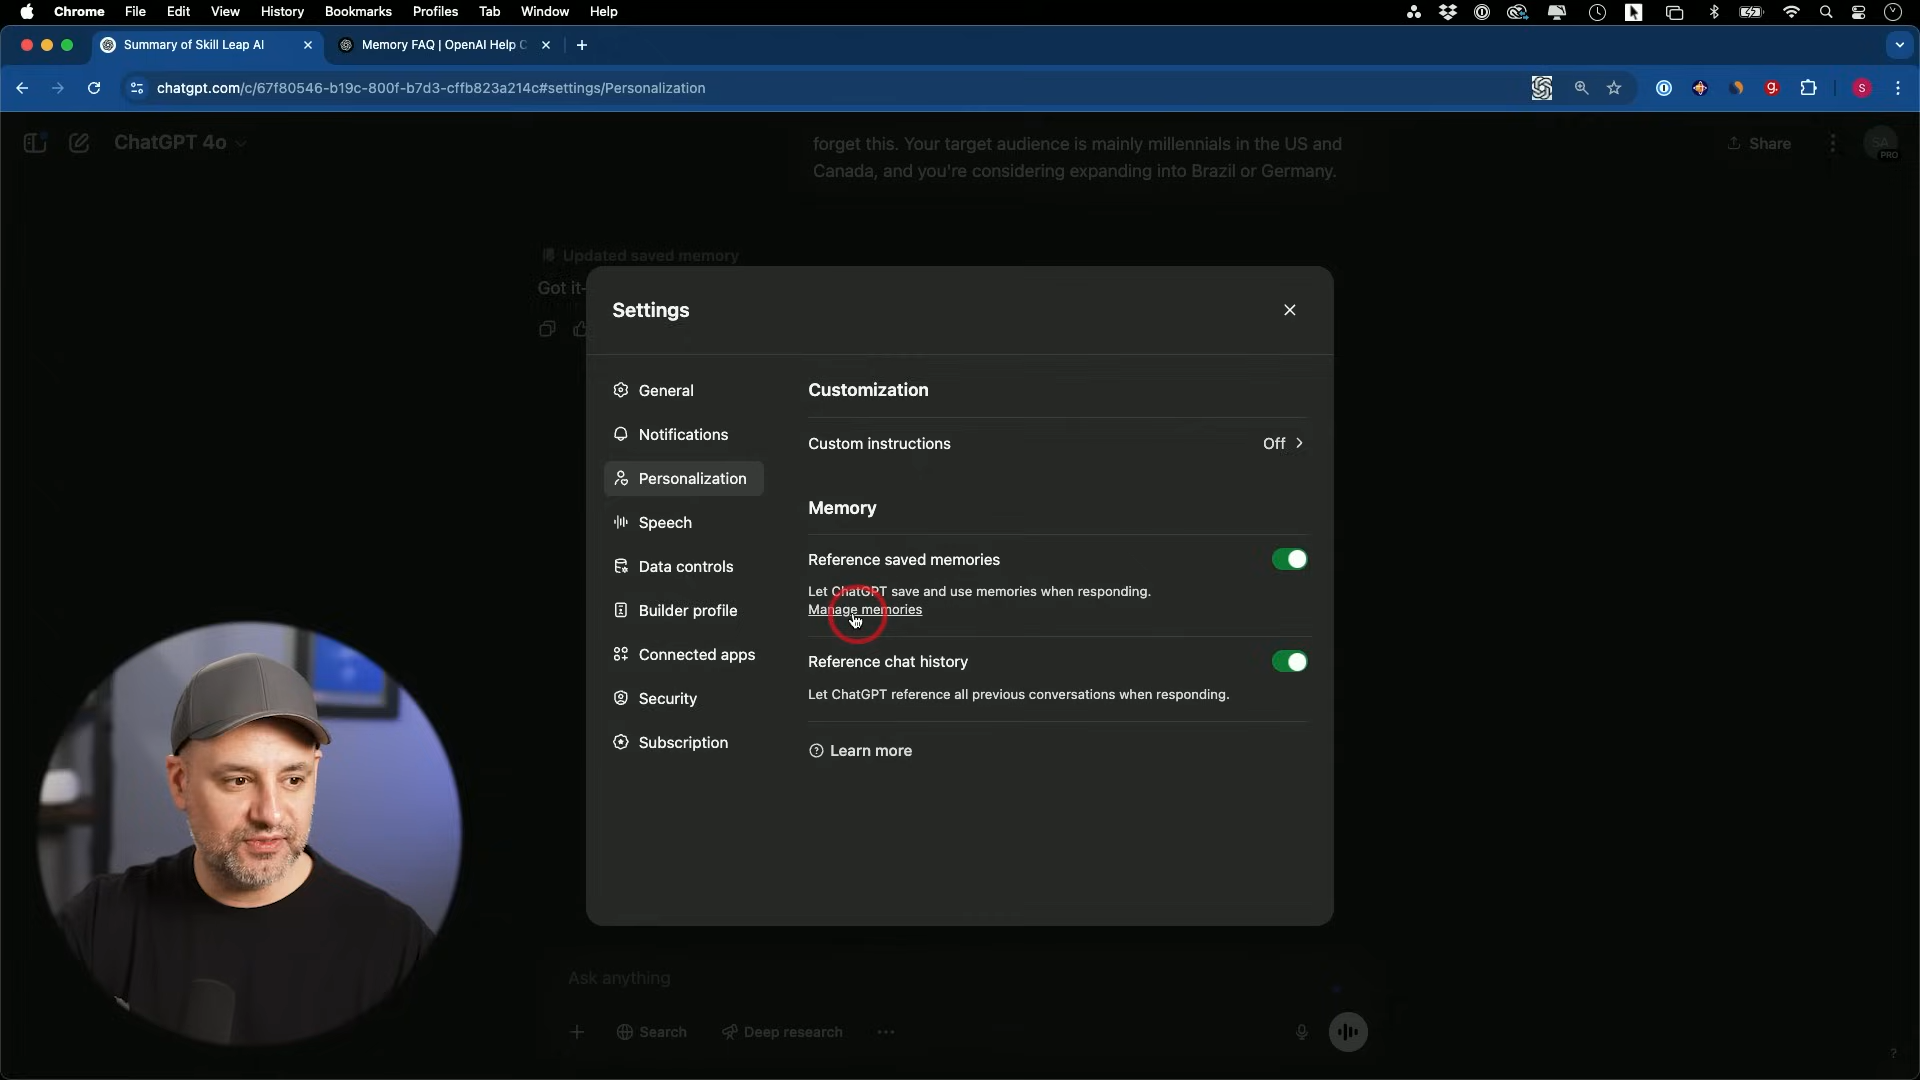 Chrome File Edit View History Bookmarks Profiles Tab Window Help
Summary of Skill Leap AI
Memory FAQ | OpenAI Help C
chatgpt.com/c/67f80546-b19c-800f-b7d3-cffb823a214c#settings/Personalization
S
g.
ChatGPT 4o
Share
SA
PRO
forget this. Your target audience is mainly millennials in the US and
Canada, and you're considering expanding into Brazil or Germany.
Updated saved memory
Got it-
Settings
General
Notifications
Personalization
Speech
Data controls
Builder profile
Connected apps
Security
Subscription
Customization
Custom instructions Off
Memory
Reference saved memories
Let ChatGPT save and use memories when responding.
Manage memories
Reference chat history
Let ChatGPT reference all previous conversations when responding.
Learn more
Ask anything
Search Deep research
?